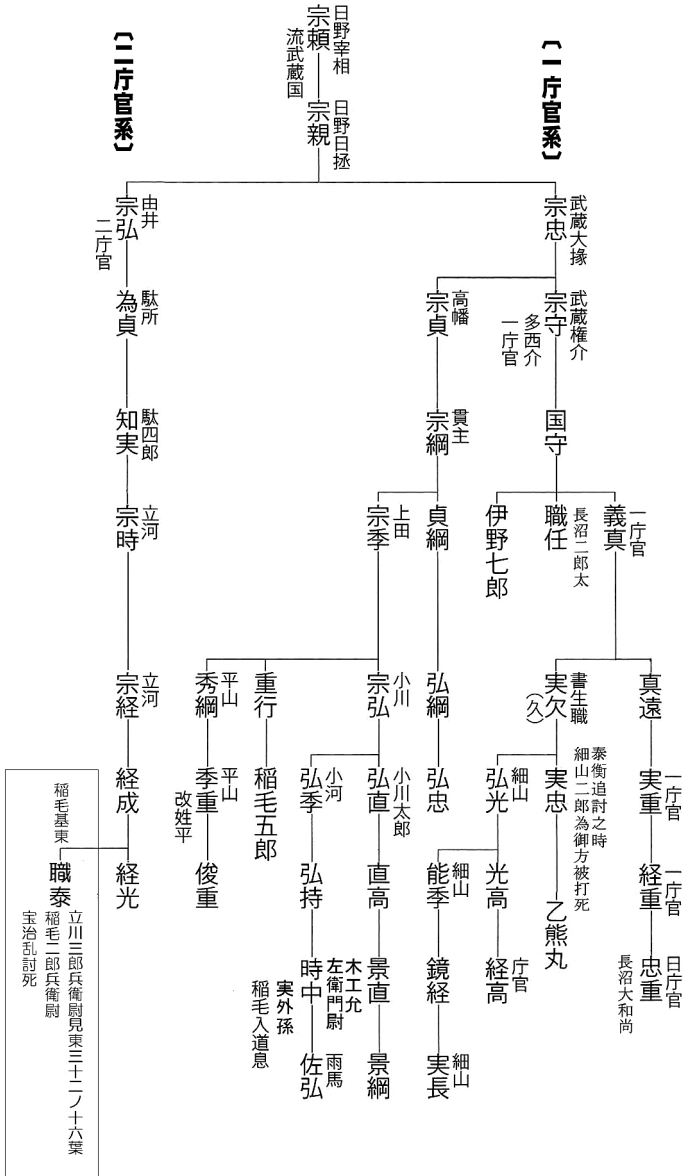 〔一庁官系〕
〔二庁官系〕
日野宰相
宗頼
流武蔵国
日野日拯
宗親
武蔵大掾
宗忠
武蔵権介
宗守
多西介
一庁官
国守
一庁官
義真
職任
長沼二郎太
伊野七郎
真遠
一庁官
実重
一庁官
経重
日庁官
忠重
長沼大和尚
書生職
実欠
(久)
泰衡追討之時
細山二郎為御方被打死
実忠
乙熊丸
細山
弘光
光高
庁官
経高
細山
能季
鏡経
細山
実長
高幡
宗貞
貫主
宗綱
貞綱
弘綱
弘忠
上田
宗季
小川
宗弘
小川太郎
弘直
直高
景直
景綱
小河
弘季
弘持
木工允
左衛門尉
時中
実外孫
稲毛入道息
雨馬
佐弘
重行
稲毛五郎
平山
秀綱
平山
季重
改姓平
俊重
由井
宗弘
二庁官
駄所
為貞
駄四郎
知実
立河
宗時
立河
宗経
経成
経光
稲毛基東
職泰
立川三郎兵衛尉見東三十二ノ十六葉
稲毛二郎兵衛尉
宝治乱討死